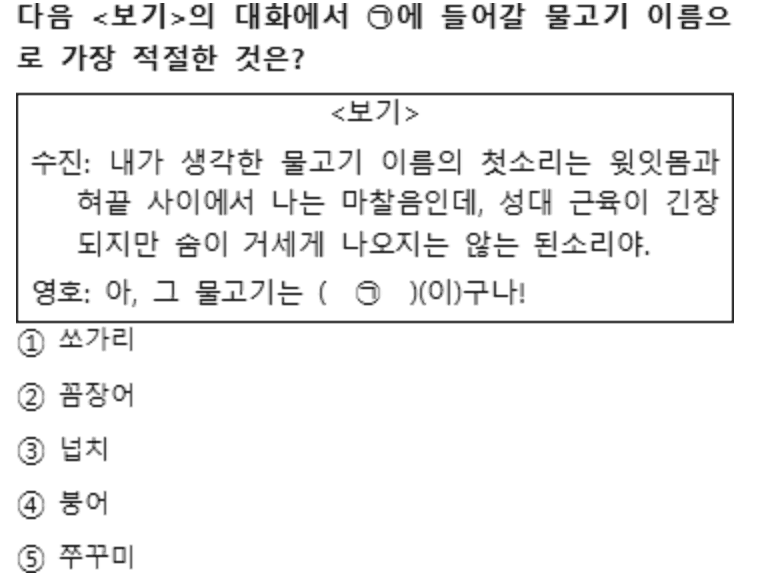 다음 <보기>의 대화에서 ㉠에 들어갈 물고기 이름으
로 가장 적절한 것은?
<보기>
수진: 내가 생각한 물고기 이름의 첫소리는 윗잇몸과
혀끝 사이에서 나는 마찰음인데, 성대 근육이 긴장
되지만 숨이 거세게 나오지는 않는 된소리야.
영호: 아, 그 물고기는 ( ㉠ )(이)구나!
① 쏘가리
② 꼼장어
③ 넙치
④ 붕어
⑤ 쭈꾸미